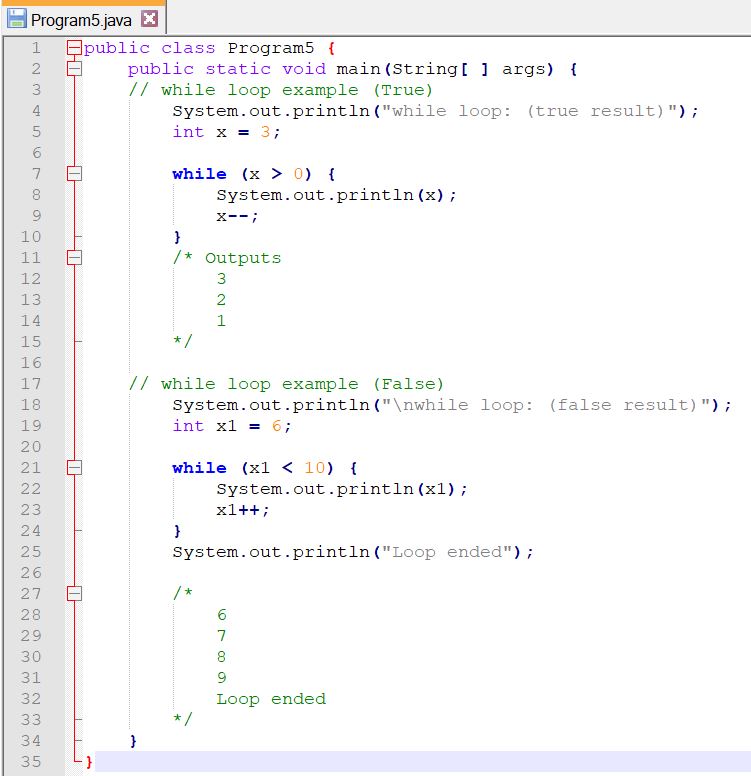 Program5.java
1 public class Program5 {
2 public static void main(String[ ] args) {
3 // while loop example (True)
4 System.out.println("while loop: (true result)");
5 int x = 3;
6
7 while (x > 0) {
8 System.out.println(x);
9 x--;
10 }
11 /* Outputs
12 3
13 2
14 1
15 */
16
17 // while loop example (False)
18 System.out.println("\nwhile loop: (false result)");
19 int x1 = 6;
20
21 while (x1 < 10) {
22 System.out.println(x1);
23 x1++;
24 }
25 System.out.println("Loop ended");
26
27 /*
28 6
29 7
30 8
31 9
32 Loop ended
33 */
34 }
35 }